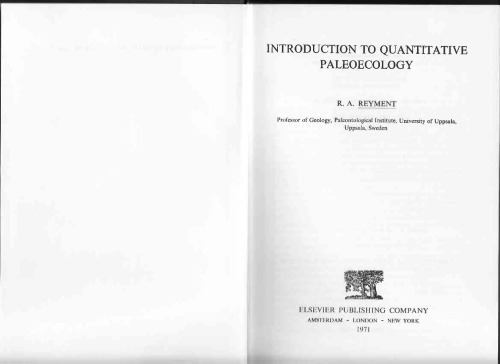 INTRODUCTION TO QUANTITATIVE
PALEOECOLOGY
R. A. REYMENT
Professor of Geology, Paleontological Institute, University of Uppsala,
Uppsala, Sweden
ELSEVIER PUBLISHING COMPANY
AMSTERDAM - LONDON - NEW YORK
1971